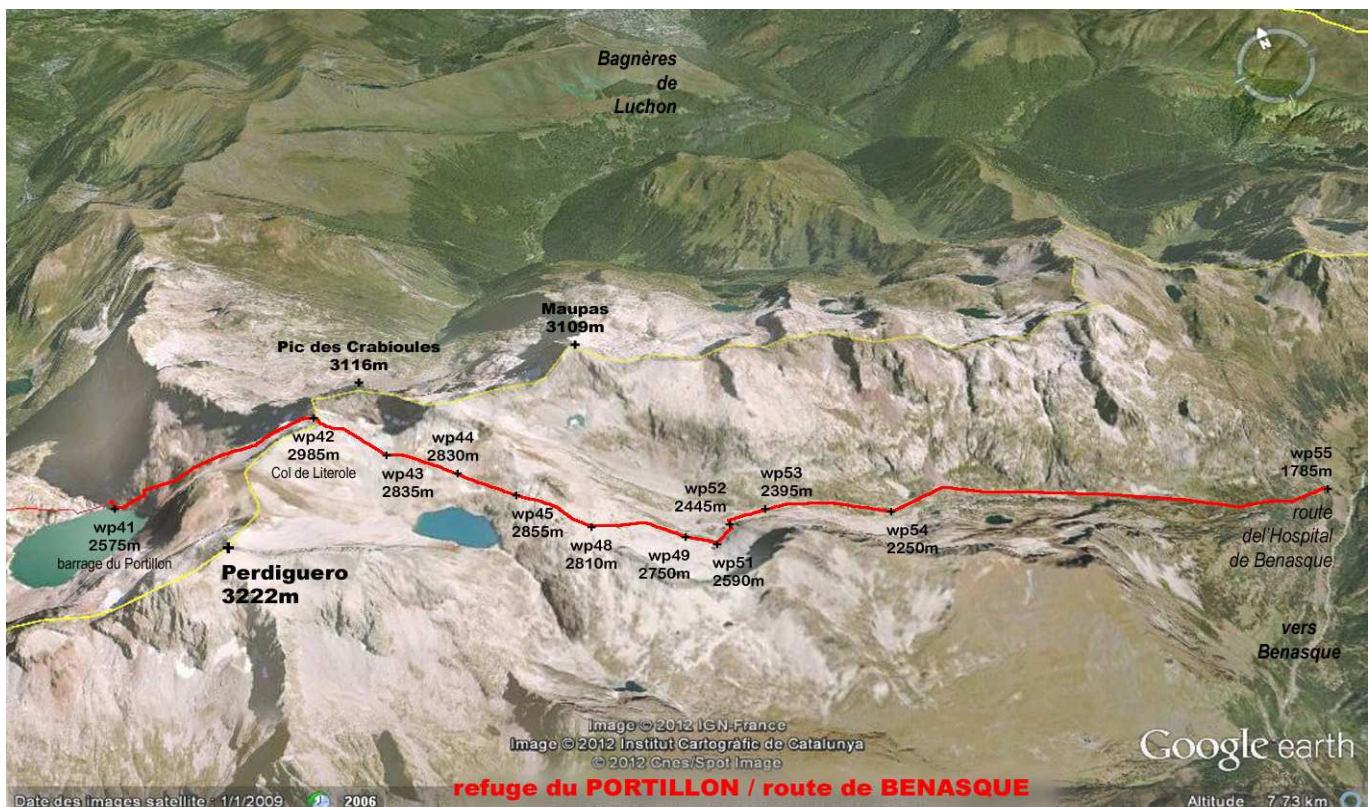 Bagnères
de
Luchon
N
Maupas
3109m
Pic des Crabioules
3116m
wp42
2985m
Col de Literole
wp43
2835m
wp44
2830m
wp45
2855m
wp48
2810m
wp49
2750m
wp51
2590m
wp52
2445m
wp53
2395m
wp54
2250m
wp55
1785m
route
del'Hospital
de Benasque
wp41
2575m
barrage du Portillon
Perdiguero
3222m
vers
Benasque
Image © 2012 IGN-France
Image © 2012 Institut Cartogràfic de Catalunya
© 2012 Cnes/Spot Image
Google earth
refuge du PORTILLON / route de BENASQUE
Date des images satellite : 1/1/2009 2006
Altitude 7.73 km